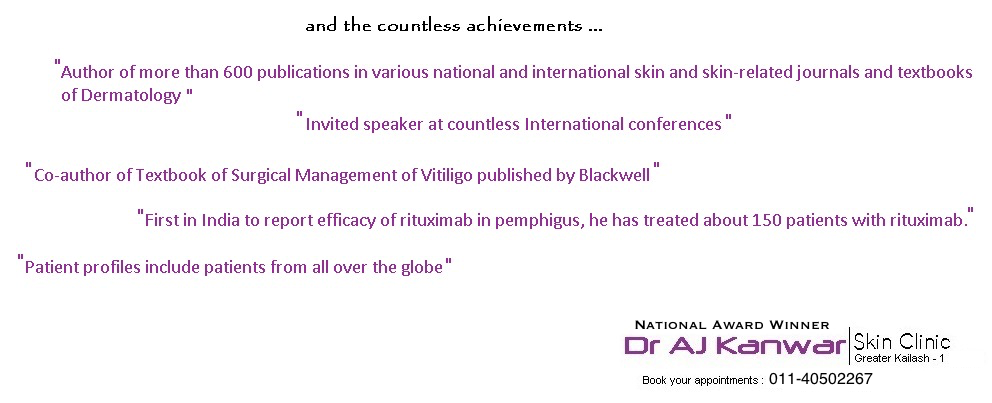 and the countless achievements ...
"Author of more than 600 publications in various national and international skin and skin-related journals and textbooks
of Dermatology "
"Invited speaker at countless International conferences"
"Co-author of Textbook of Surgical Management of Vitiligo published by Blackwell"
"First in India to report efficacy of rituximab in pemphigus, he has treated about 150 patients with rituximab."
"Patient profiles include patients from all over the globe"
NATIONAL AWARD WINNER
Dr AJ Kanwar
Skin Clinic
Greater Kailash - 1
Book your appointments : 011-40502267